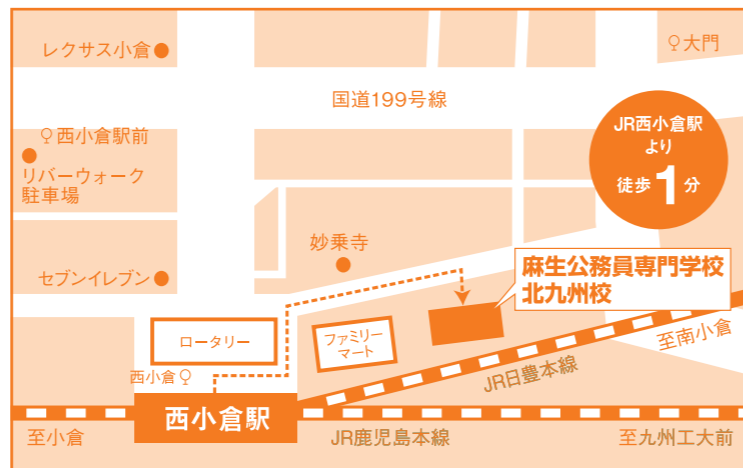 レクサス小倉
大門
国道199号線
JR西小倉駅
より
徒歩1分
西小倉駅前
リバーウォーク
駐車場
妙乗寺
麻生公務員専門学校
北九州校
セブンイレブン
ロータリー
ファミリー
マート
至南小倉
西小倉
JR日豊本線
西小倉駅
至小倉
JR鹿児島本線
至九州工大前